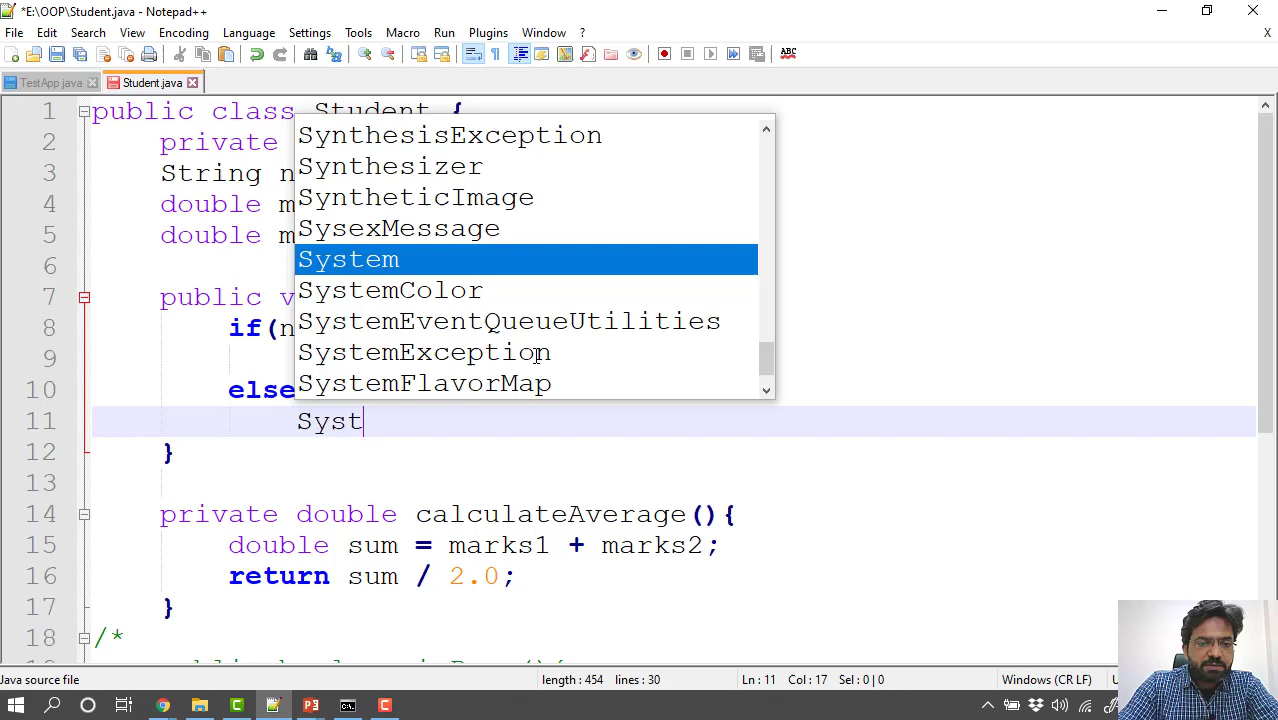 *E:\OOP\Student.java - Notepad++
File Edit Search View Encoding Language Settings Tools Macro Run Plugins Window ? X
ABC
TestApp.java Student.java
1 public class Student {
2 private
3 String n
4 double m
5 double m
6
7 public v
8 if(n
9
10 else
11 Syst
12 }
13
14 private double calculateAverage(){
15 double sum = marks1 + marks2;
16 return sum / 2.0;
17 }
18 /*
SynthesisException
Synthesizer
SyntheticImage
SysexMessage
System
SystemColor
SystemEventQueueUtilities
SystemException
SystemFlavorMap
Java source file length : 454 lines : 30 Ln : 11 Col : 17 Sel : 0 | 0 Windows (CR LF)